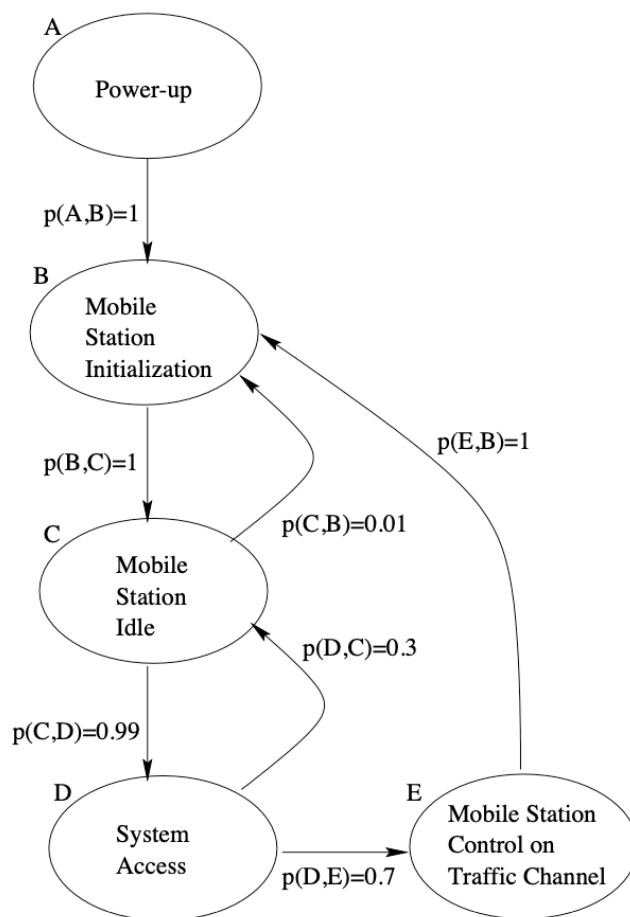 A
Power-up
p(A,B)=1
B
Mobile
Station
Initialization
p(E,B)=1
p(B,C)=1
p(C,B)=0.01
C
Mobile
Station
Idle
p(D,C)=0.3
p(C,D)=0.99
D
System
Access
p(D,E)=0.7
E
Mobile Station
Control on
Traffic Channel